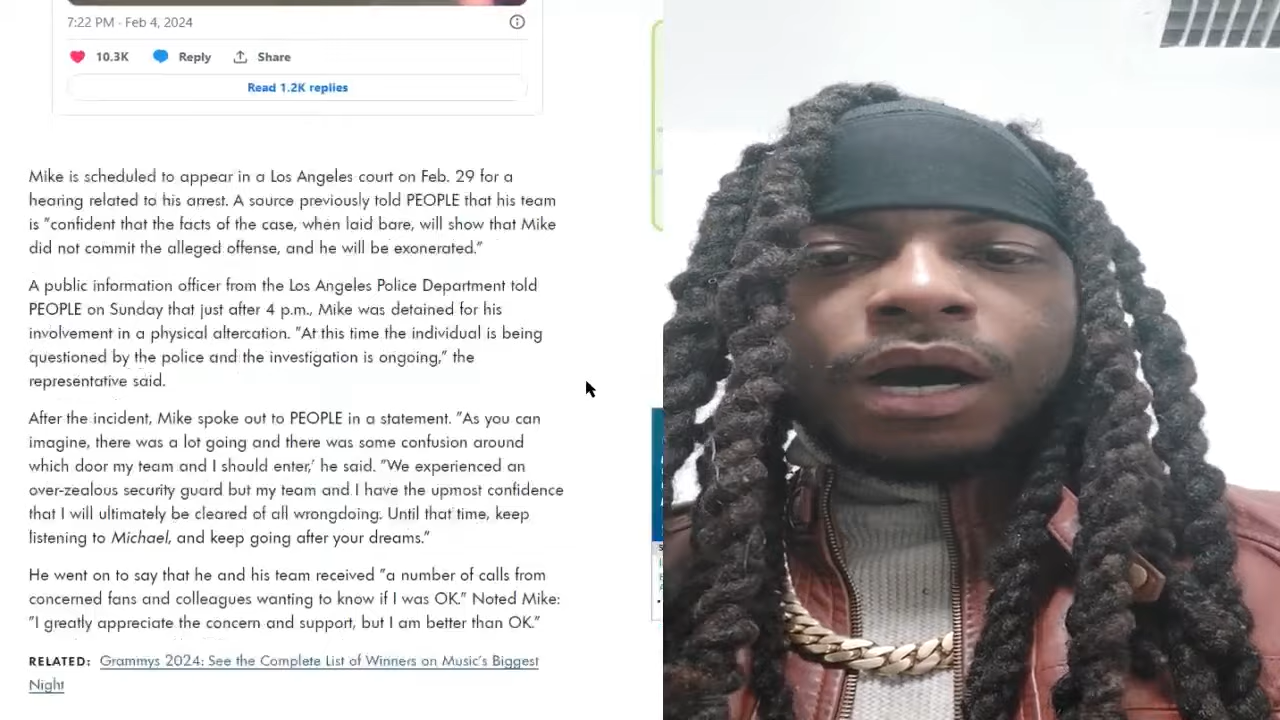 7:22 PM · Feb 4, 2024
10.3K Reply Share
Read 1.2K replies
Mike is scheduled to appear in a Los Angeles court on Feb. 29 for a
hearing related to his arrest. A source previously told PEOPLE that his team
is "confident that the facts of the case, when laid bare, will show that Mike
did not commit the alleged offense, and he will be exonerated."
A public information officer from the Los Angeles Police Department told
PEOPLE on Sunday that just after 4 p.m., Mike was detained for his
involvement in a physical altercation. "At this time the individual is being
questioned by the police and the investigation is ongoing," the
representative said.
After the incident, Mike spoke out to PEOPLE in a statement. "As you can
imagine, there was a lot going and there was some confusion around
which door my team and I should enter,' he said. "We experienced an
over-zealous security guard but my team and I have the upmost confidence
that I will ultimately be cleared of all wrongdoing. Until that time, keep
listening to Michael, and keep going after your dreams."
He went on to say that he and his team received "a number of calls from
concerned fans and colleagues wanting to know if I was OK." Noted Mike:
"I greatly appreciate the concern and support, but I am better than OK."
RELATED: Grammys 2024: See the Complete List of Winners on Music's Biggest
Night